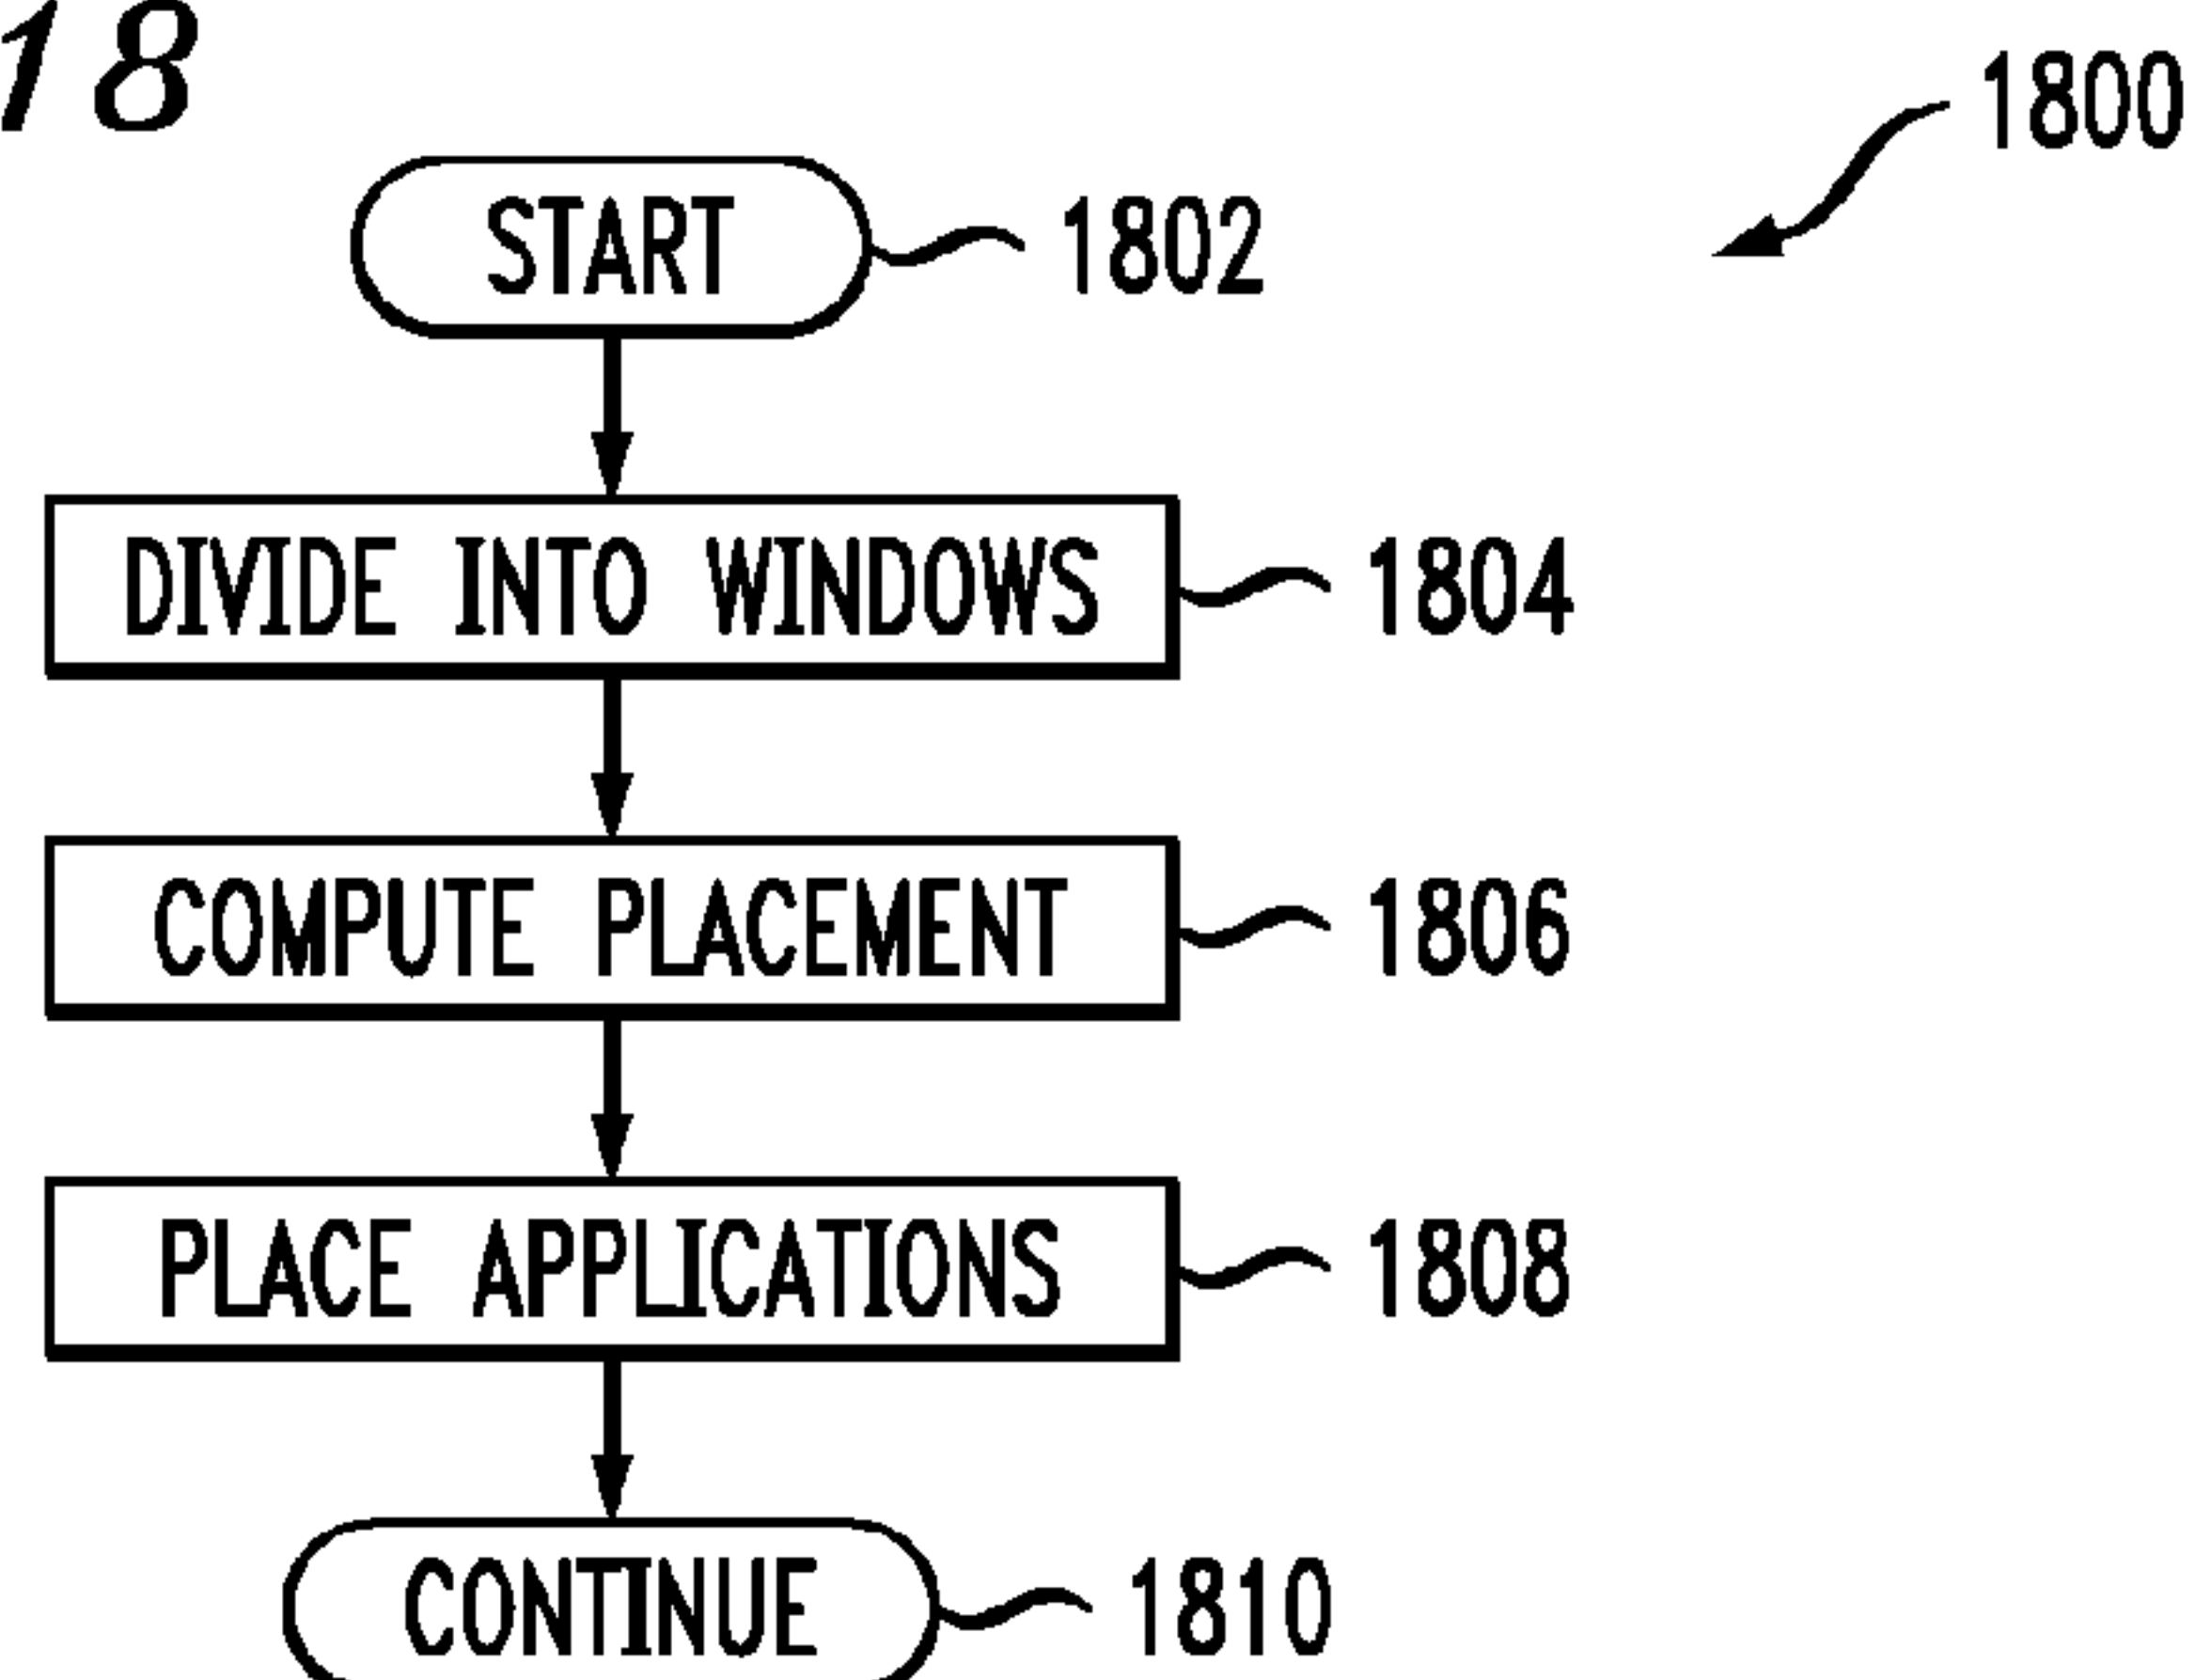 18
1800
START
1802
DIVIDE INTO WINDOWS
1804
COMPUTE PLACEMENT
1806
PLACE APPLICATIONS
1808
CONTINUE
1810